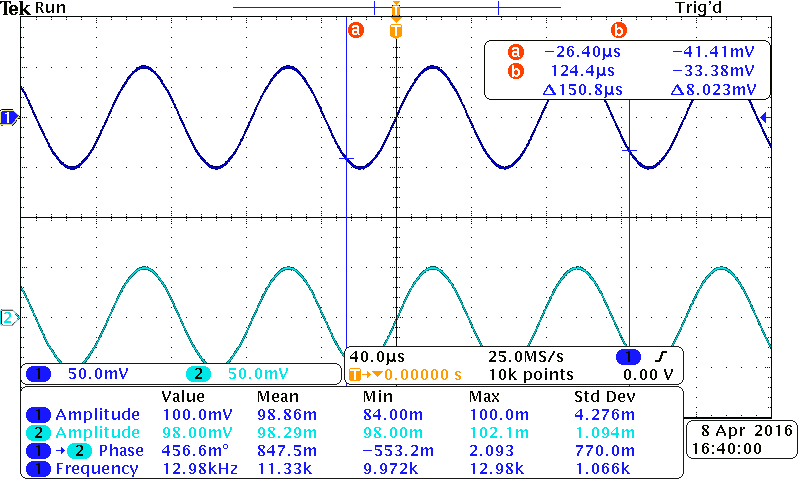 Tek Run Trig'd
T
a b
T
a −26.40µs −41.41mV
b 124.4µs −33.38mV
Δ150.8µs Δ8.023mV
1
2
1 50.0mV 2 50.0mV
40.0µs 25.0MS/s 1
T→▼0.00000 s 10k points 0.00 V
Value Mean Min Max Std Dev
1 Amplitude 100.0mV 98.86m 84.00m 100.0m 4.276m
2 Amplitude 98.00mV 98.29m 98.00m 102.1m 1.094m
1 → 2 Phase 456.6m° 847.5m −553.2m 2.093 770.0m
1 Frequency 12.98kHz 11.33k 9.972k 12.98k 1.066k
8 Apr 2016
16:40:00